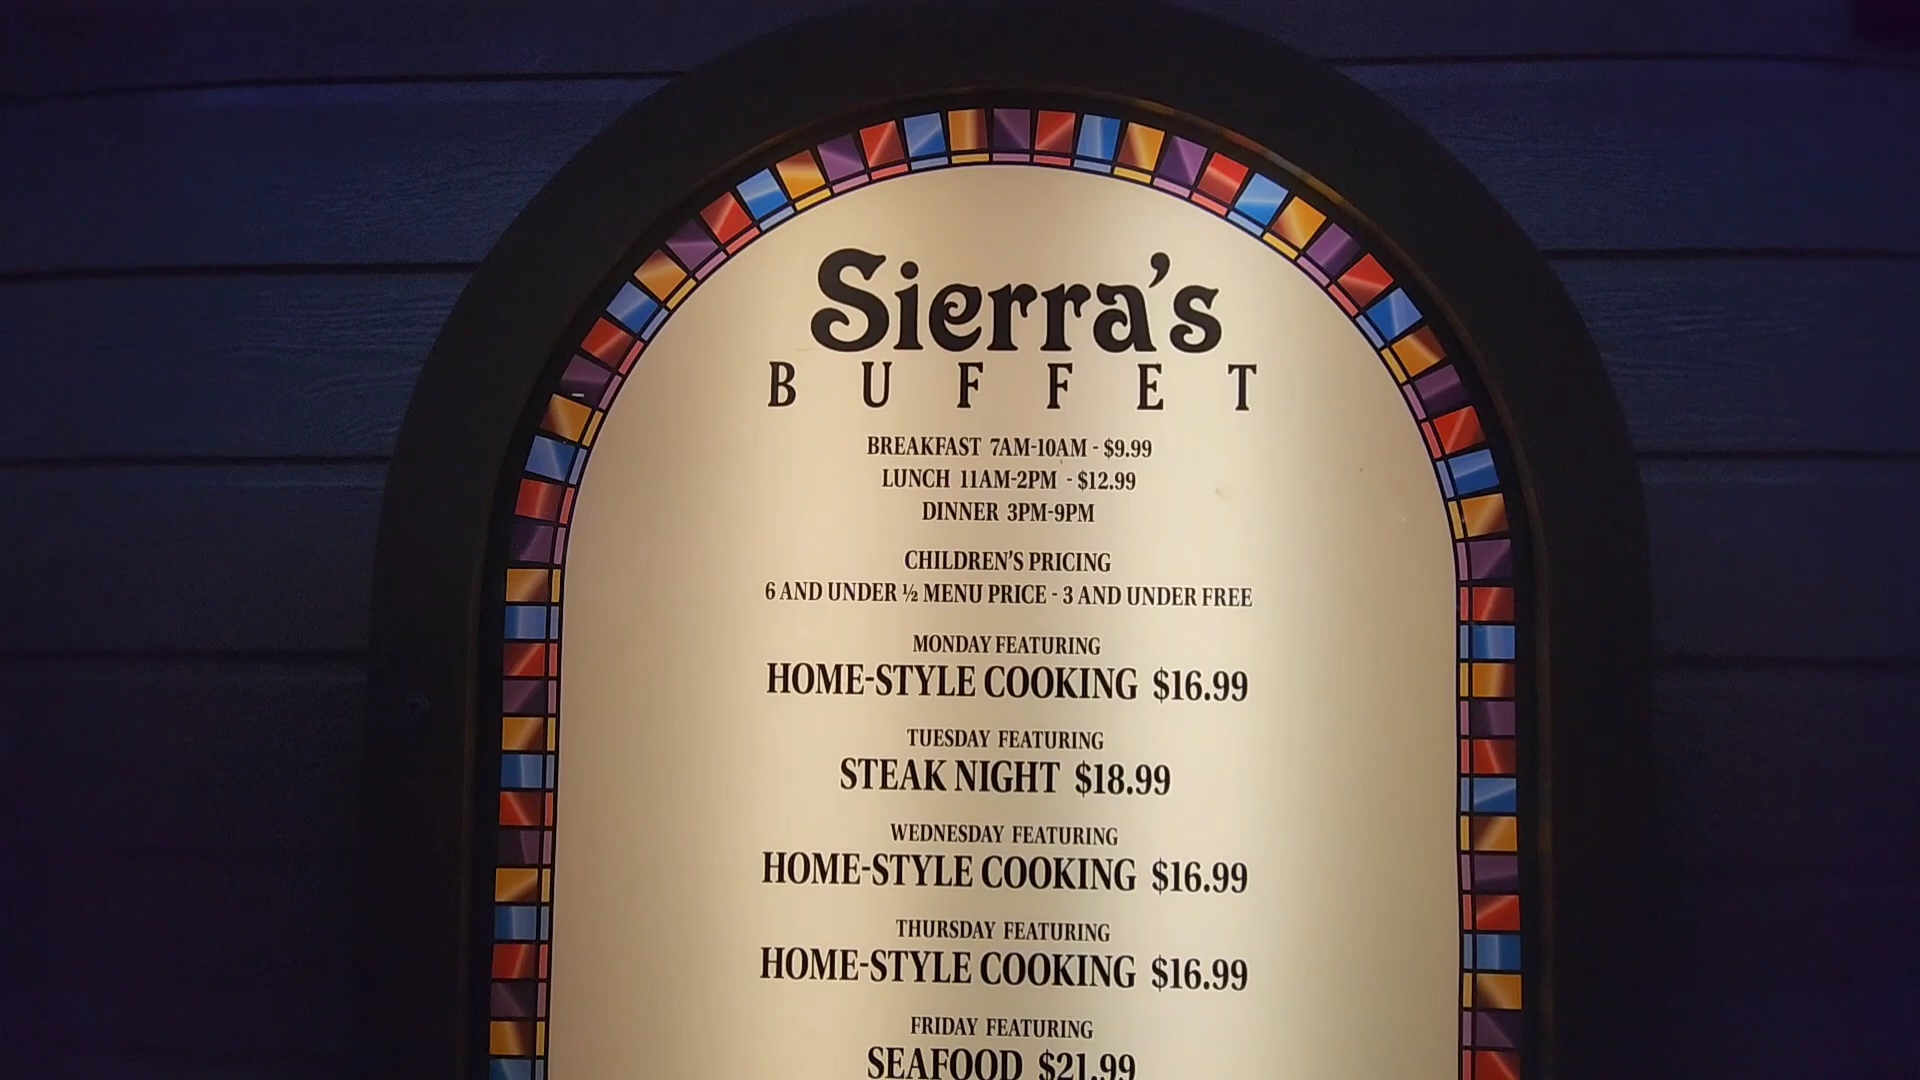 Sierra's
BUFFET
BREAKFAST 7AM-10AM - $9.99
LUNCH 11AM-2PM - $12.99
DINNER 3PM-9PM
CHILDREN'S PRICING
6 AND UNDER ½ MENU PRICE - 3 AND UNDER FREE
MONDAY FEATURING
HOME-STYLE COOKING $16.99
TUESDAY FEATURING
STEAK NIGHT $18.99
WEDNESDAY FEATURING
HOME-STYLE COOKING $16.99
THURSDAY FEATURING
HOME-STYLE COOKING $16.99
FRIDAY FEATURING
SEAFOOD $21.99